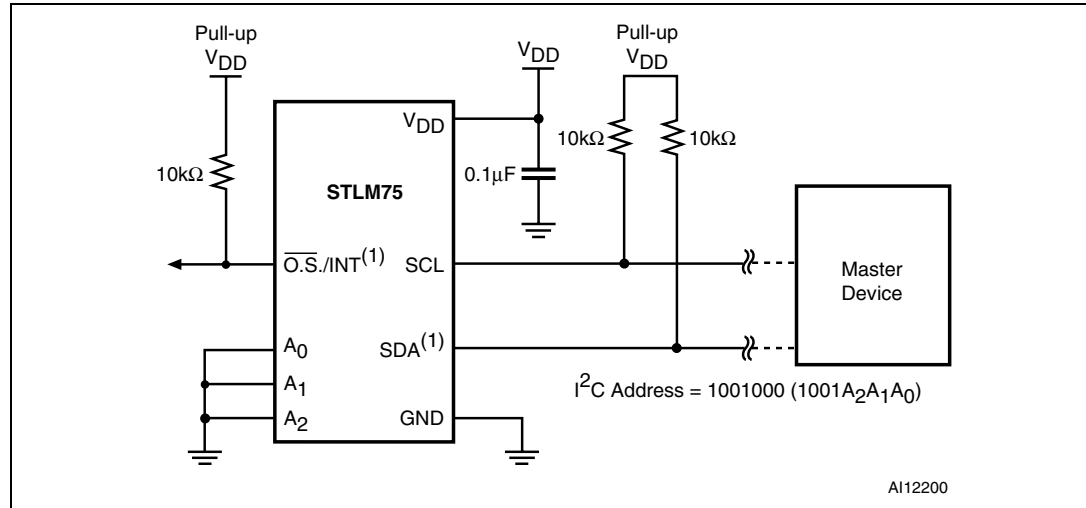 Pull-up
VDD
VDD
Pull-up
VDD
VDD
10kΩ
10kΩ
10kΩ
0.1μF
STLM75
O.S./INT(1)
SCL
Master
Device
A0
SDA(1)
A1
I2C Address = 1001000 (1001A2A1A0)
A2
GND
AI12200